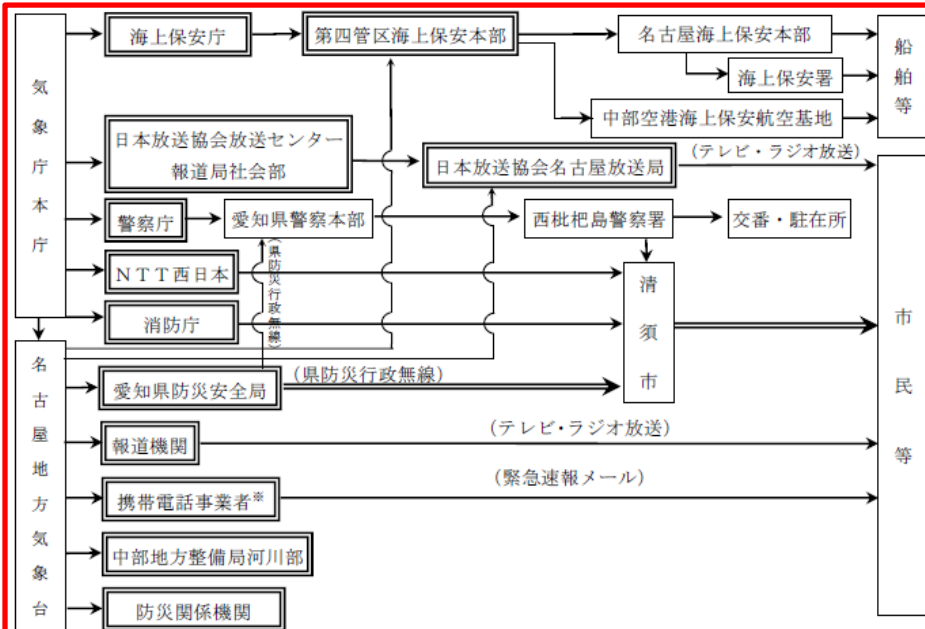 気象庁本庁
海上保安庁
第四管区海上保安本部
名古屋海上保安本部
海上保安署
中部空港海上保安航空基地
船舶等
日本放送協会放送センター
報道局社会部
日本放送協会名古屋放送局
(テレビ・ラジオ放送)
警察庁
愛知県警察本部
西枇杷島警察署
交番・駐在所
(県防災行政無線)
NTT西日本
消防庁
清須市
市民等
名古屋地方気象台
愛知県防災安全局
(県防災行政無線)
報道機関
(テレビ・ラジオ放送)
携帯電話事業者※
(緊急速報メール)
中部地方整備局河川部
防災関係機関